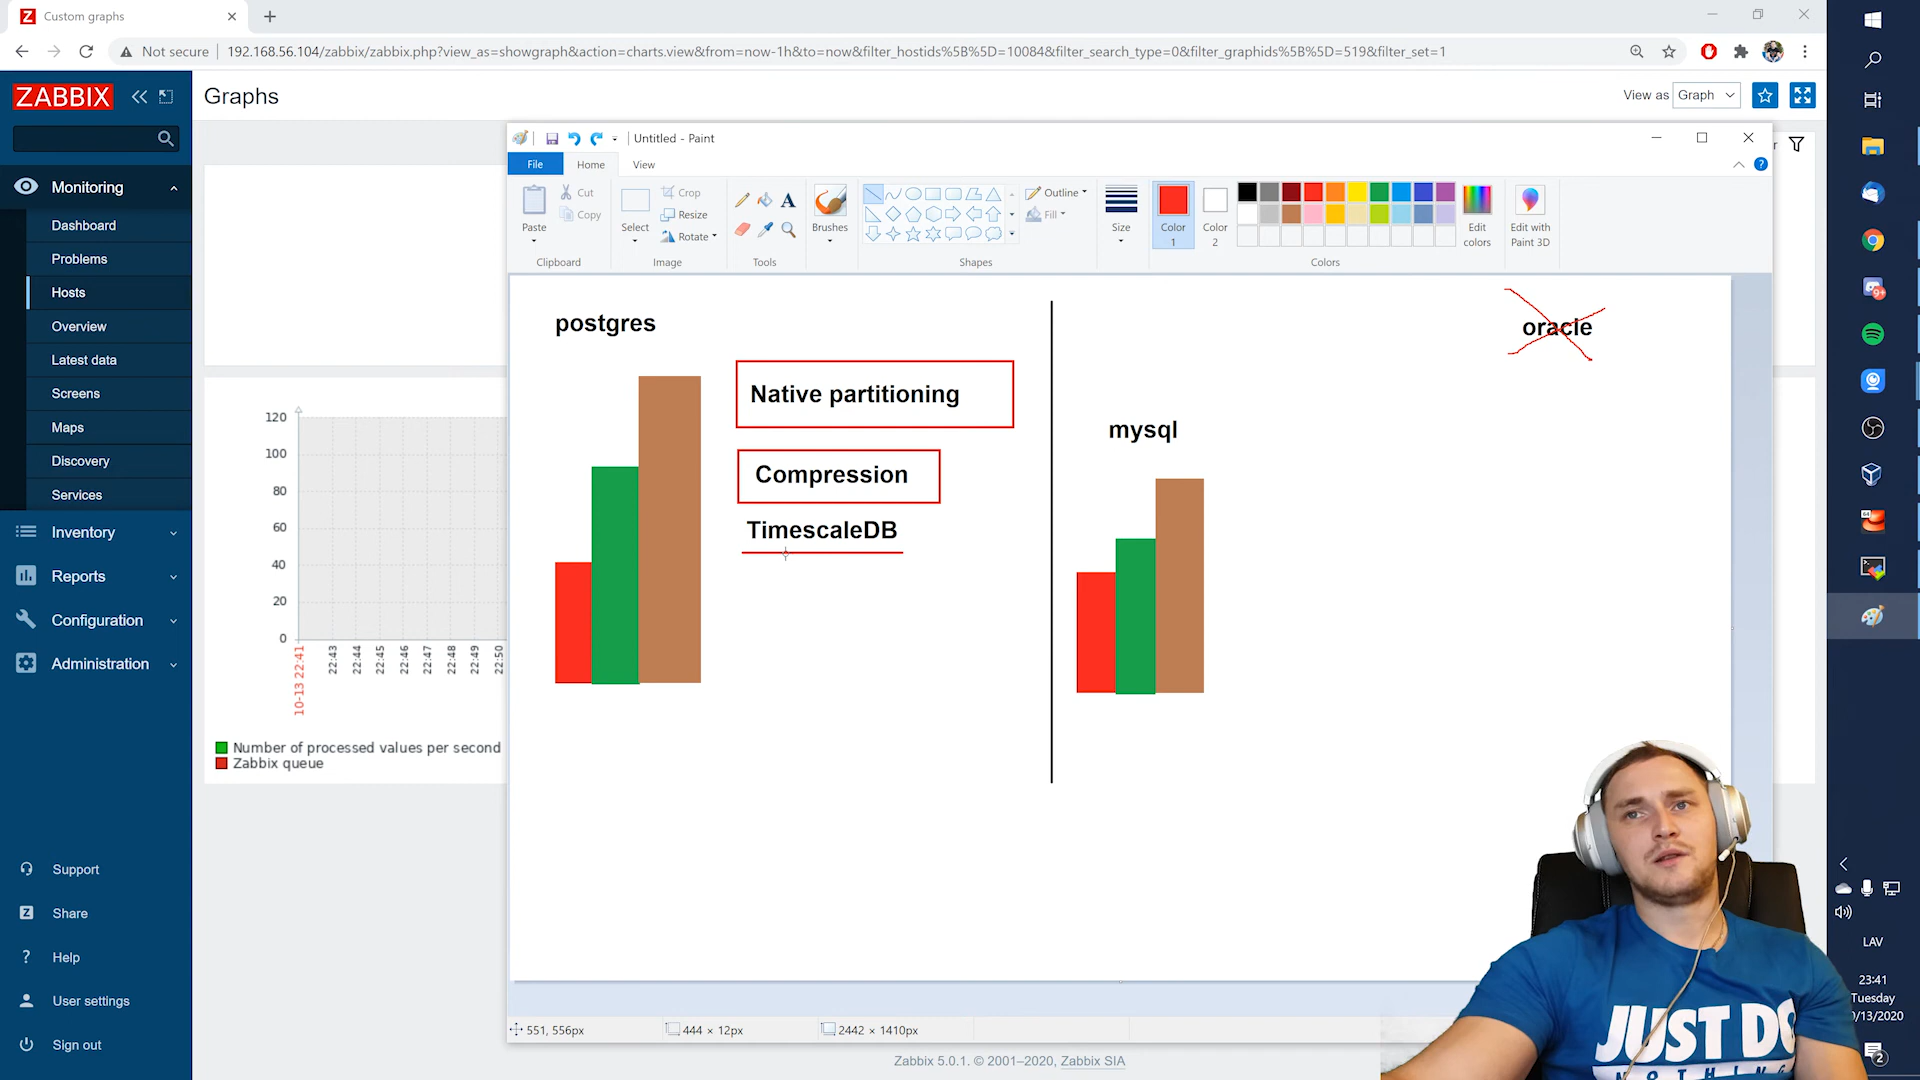 Custom graphs
Not secure
192.168.56.104/zabbix/zabbix.php?view_as=showgraph&action=charts.view&from=now-1h&to=now&filter_hostids%5B%5D=10084&filter_search_type=0&filter_graphids%5B%5D=519&filter_set=1
ZABBIX
Graphs
View as
Graph
Monitoring
Dashboard
Problems
Hosts
Overview
Latest data
Screens
Maps
Discovery
Services
Inventory
Reports
Configuration
Administration
Support
Share
Help
User settings
Sign out
120
100
80
60
40
20
0
10-13 22:41
22:43
22:44
22:45
22:46
22:47
22:48
22:49
22:50
Number of processed values per second
Zabbix queue
Untitled - Paint
File
Home
View
Paste
Cut
Copy
Clipboard
Select
Crop
Resize
Rotate
Image
Tools
Brushes
Shapes
Outline
Fill
Size
Color 1
Color 2
Edit colors
Edit with Paint 3D
Colors
postgres
Native partitioning
Compression
TimescaleDB
mysql
oracle
551, 556px
444 × 12px
2442 × 1410px
Zabbix 5.0.1. © 2001–2020, Zabbix SIA
JUST DO
NOTHING
9+
64
LAV
23:41
Tuesday
/13/2020
2